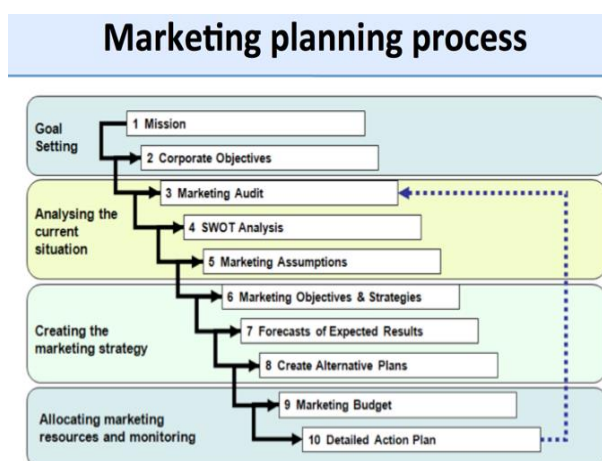 Marketing planning process
Goal
Setting
1 Mission
2 Corporate Objectives
Analysing the
current
situation
3 Marketing Audit
4 SWOT Analysis
5 Marketing Assumptions
Creating the
marketing strategy
6 Marketing Objectives & Strategies
7 Forecasts of Expected Results
8 Create Alternative Plans
Allocating marketing
resources and monitoring
9 Marketing Budget
10 Detailed Action Plan